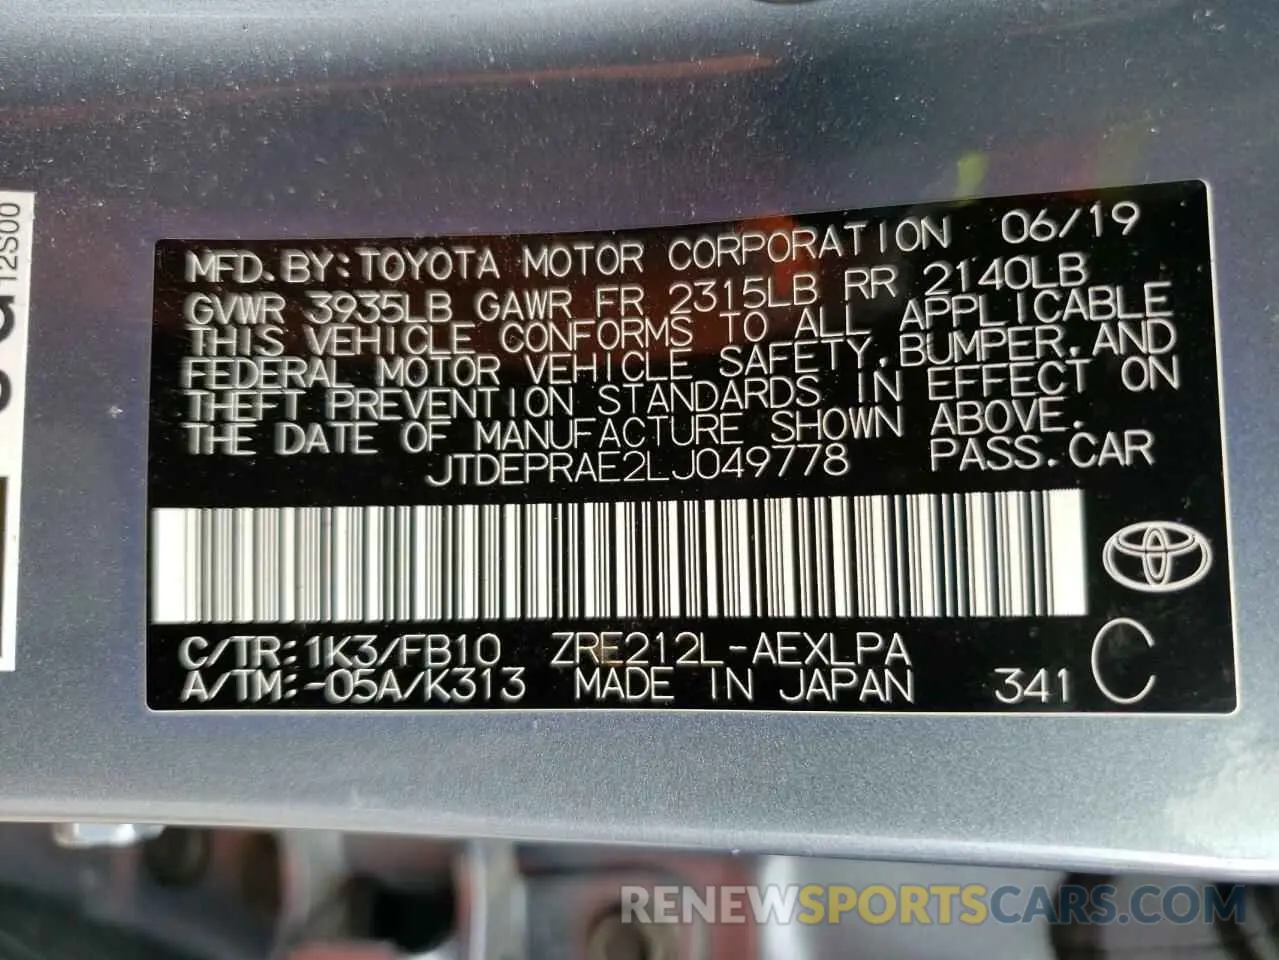 MFD.BY:TOYOTA MOTOR CORPORATION 06/19
GVWR 3935LB GAWR FR 2315LB RR 2140LB
THIS VEHICLE CONFORMS TO ALL APPLICABLE
FEDERAL MOTOR VEHICLE SAFETY,BUMPER,AND
THEFT PREVENTION STANDARDS IN EFFECT ON
THE DATE OF MANUFACTURE SHOWN ABOVE.
JTDEPRAE2LJ049778 PASS.CAR
C/TR:1K3/FB10 ZRE212L-AEXLPA
A/TM:-05A/K313 MADE IN JAPAN 341 C
12S00
RENEWSPORTSCARS.COM